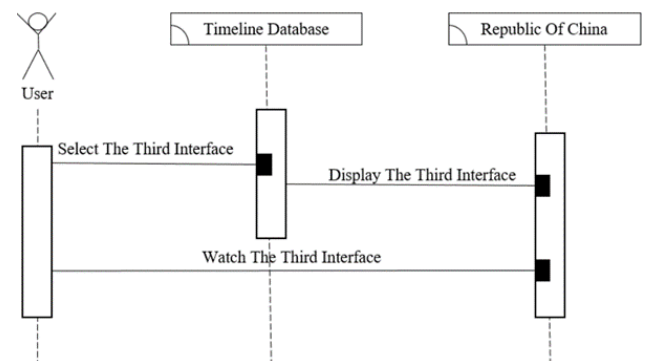 Timeline Database
Republic Of China
User
Select The Third Interface
Display The Third Interface
Watch The Third Interface